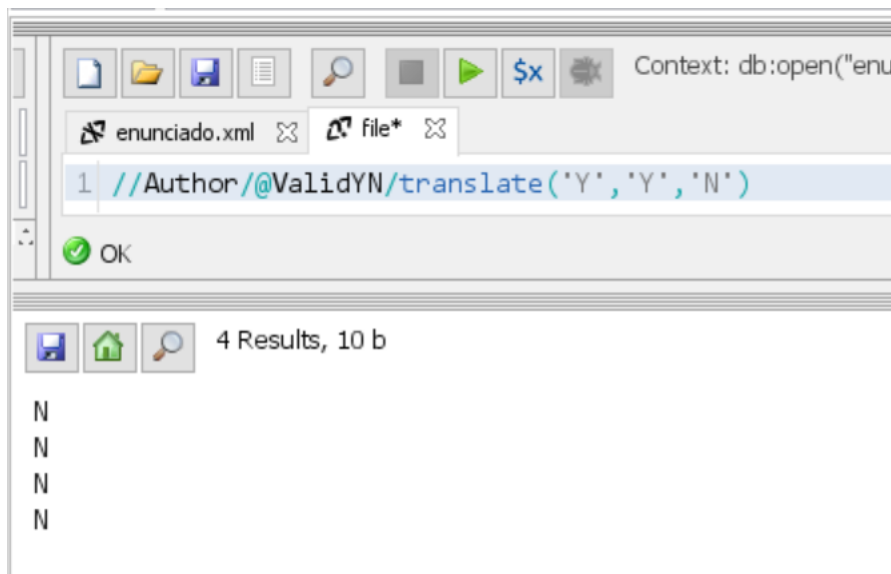 $x
Context: db:open("enu
enunciado.xml
file*
1 //Author/@ValidYN/translate('Y','Y','N')
OK
4 Results, 10 b
N
N
N
N